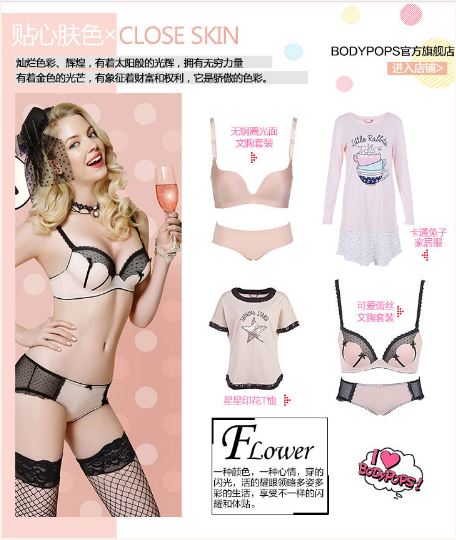 贴心肤色×CLOSE SKIN
灿烂色彩、辉煌，有着太阳般的光辉，拥有无穷力量
有着金色的光芒，有象征着财富和权利，它是骄傲的色彩。
BODYPOPS官方旗舰店
进入店铺>
无钢圈光面
文胸套装
Little Rabbit
卡通兔子
家居服
可爱蕾丝
文胸套装
星星印花T恤
FLower
一种颜色，一种心情，穿的
闪光，活的耀眼领略多姿多
彩的生活，享受不一样的闪
耀和体贴。
I
BODYPOPS!